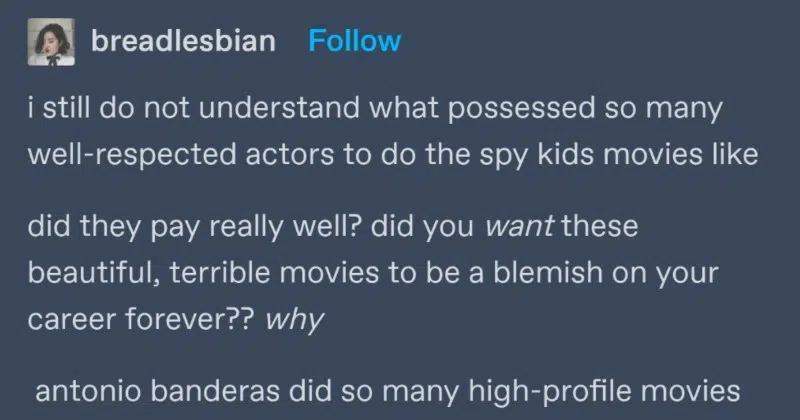 breadlesbian Follow
i still do not understand what possessed so many
well-respected actors to do the spy kids movies like
did they pay really well? did you want these
beautiful, terrible movies to be a blemish on your
career forever?? why
antonio banderas did so many high-profile movies